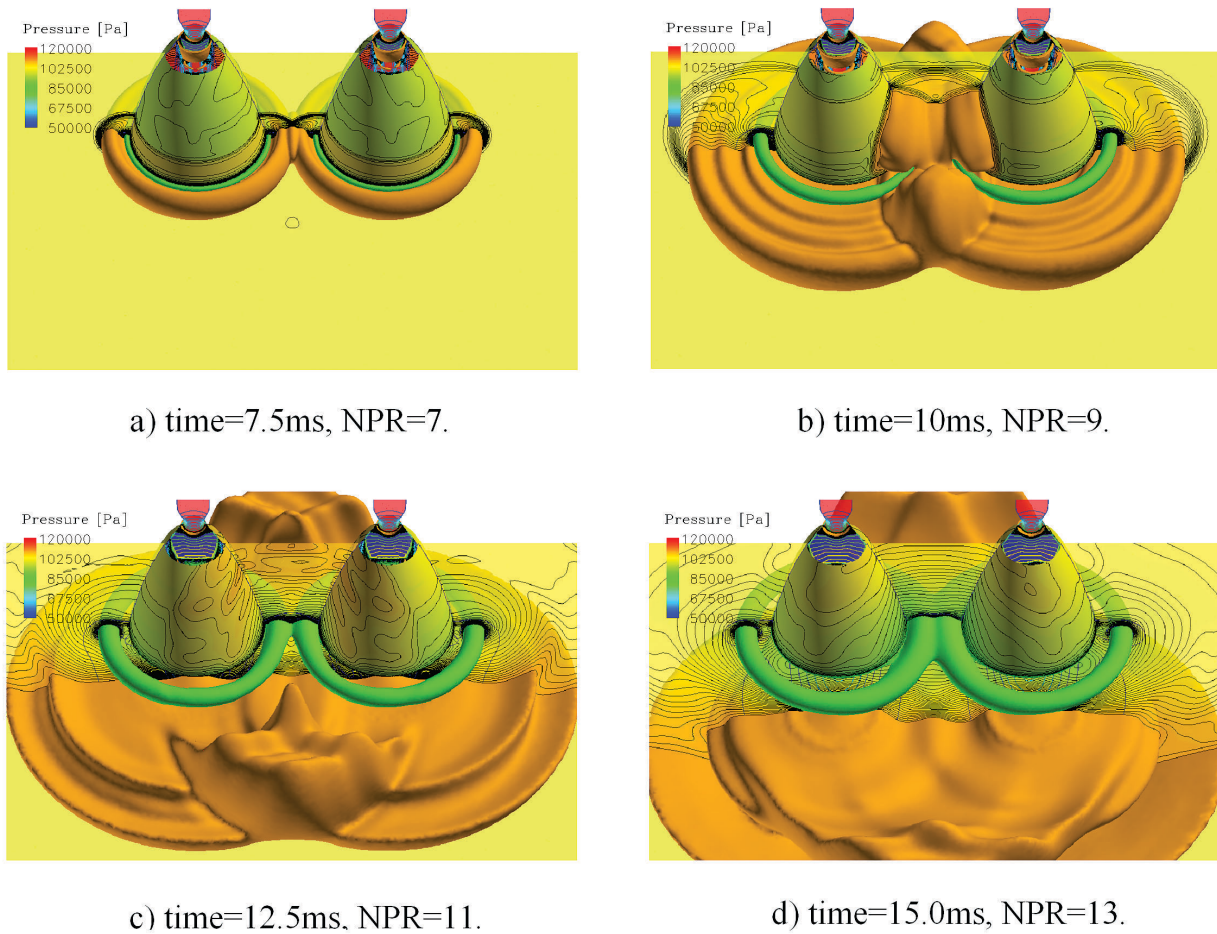 Pressure [Pa]
120000
102500
85000
67500
50000
a) time=7.5ms, NPR=7.
Pressure [Pa]
120000
102500
85000
67500
50000
b) time=10ms, NPR=9.
Pressure [Pa]
120000
102500
85000
67500
50000
c) time=12.5ms, NPR=11.
Pressure [Pa]
120000
102500
85000
67500
50000
d) time=15.0ms, NPR=13.